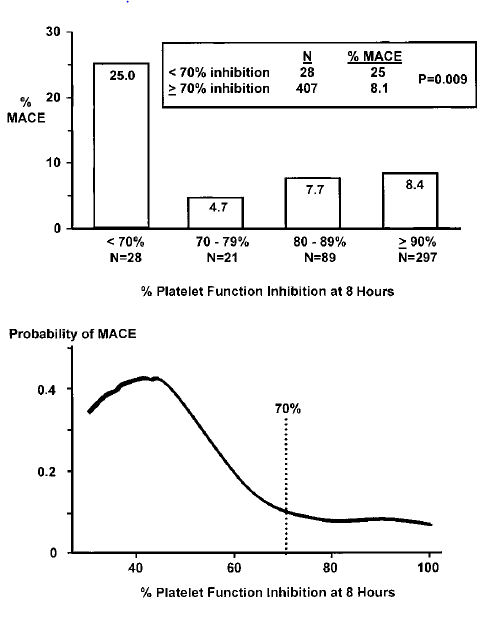 30
20
10
0
%
MACE
N % MACE
< 70% inhibition 28 25
≥ 70% inhibition 407 8.1
P=0.009
25.0
4.7
7.7
8.4
< 70% 70 - 79% 80 - 89% ≥ 90%
N=28 N=21 N=89 N=297
% Platelet Function Inhibition at 8 Hours
Probability of MACE
0.4
0.2
0
70%
40 60 80 100
% Platelet Function Inhibition at 8 Hours